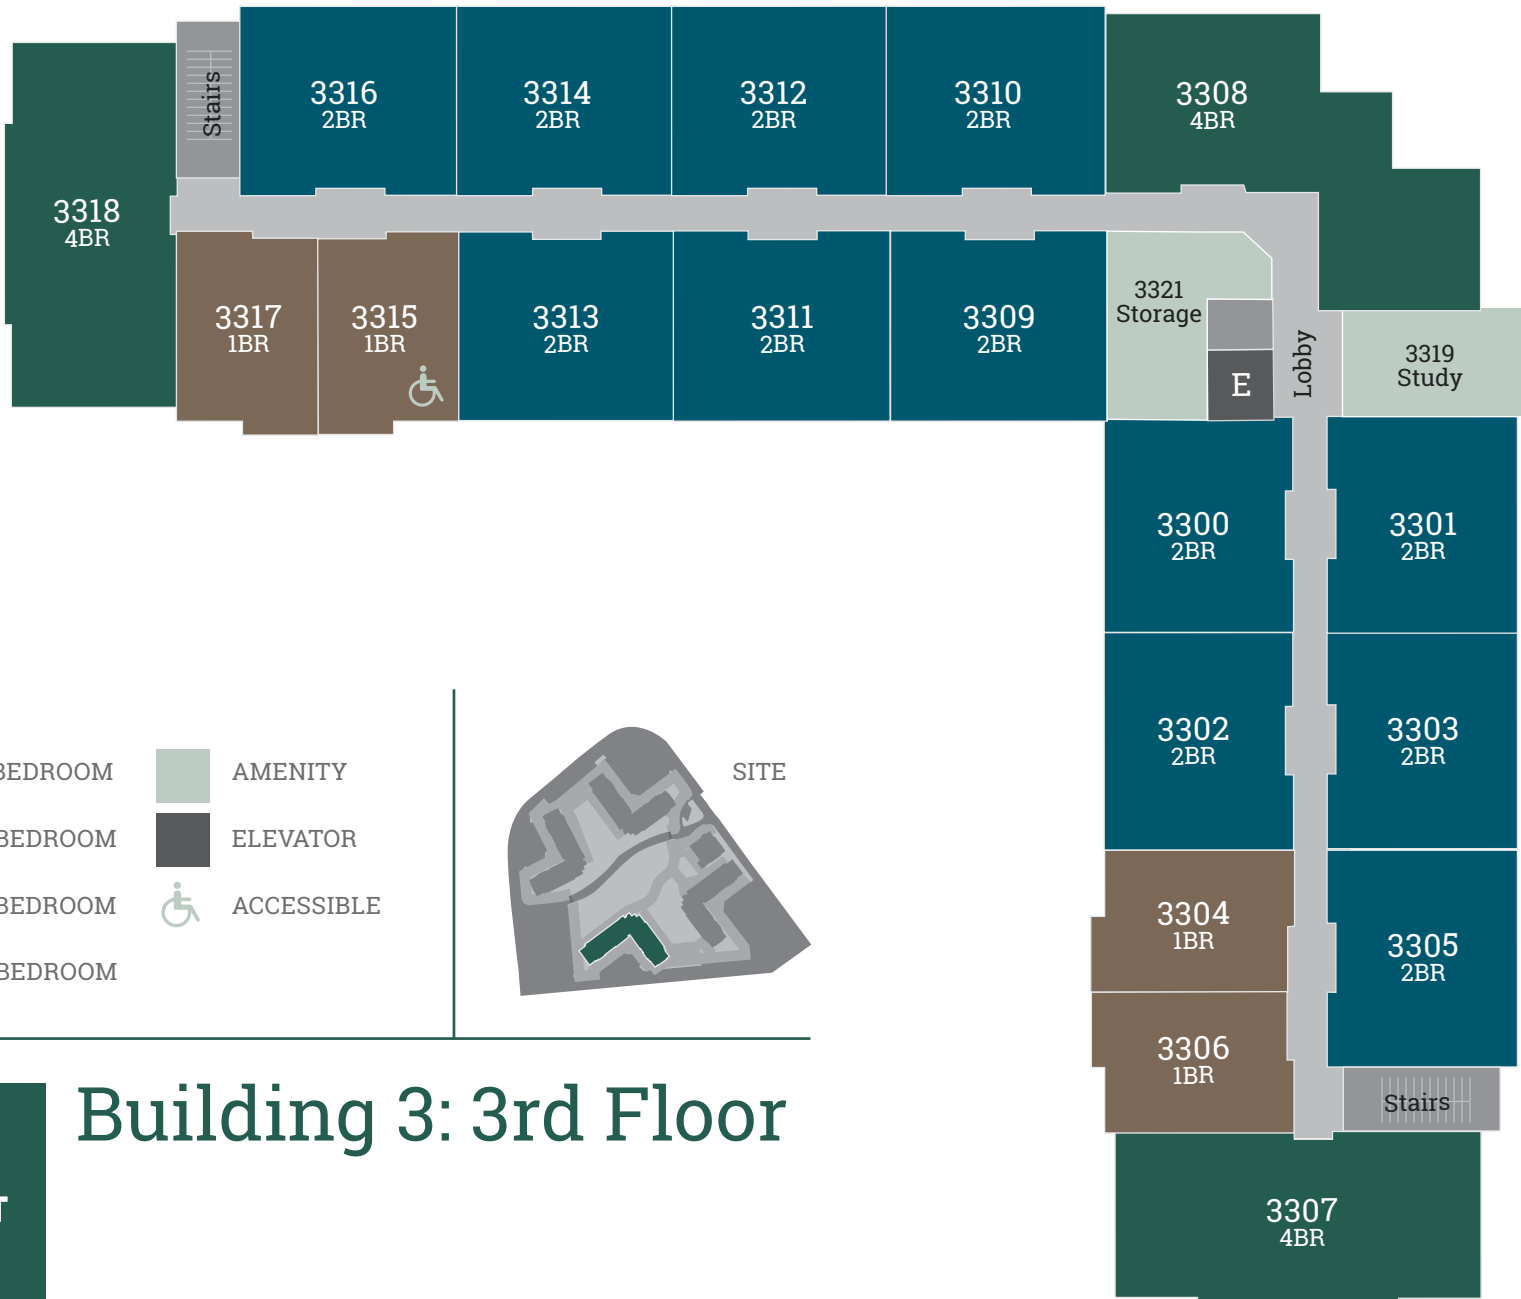 3316
2BR
3314
2BR
3312
2BR
3310
2BR
3308
4BR
Stairs
3318
4BR
3317
1BR
3315
1BR
3313
2BR
3311
2BR
3309
2BR
3321
Storage
E
Lobby
3319
Study
3300
2BR
3301
2BR
3302
2BR
3303
2BR
3304
1BR
3305
2BR
3306
1BR
Stairs
3307
4BR
BEDROOM
AMENITY
BEDROOM
ELEVATOR
BEDROOM
ACCESSIBLE
BEDROOM
SITE
Building 3: 3rd Floor